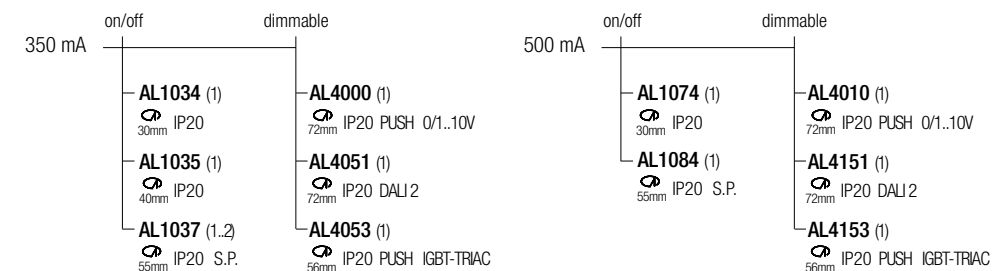 on/off dimmable
350 mA
AL1034 (1)
30mm IP20
AL1035 (1)
40mm IP20
AL1037 (1..2)
55mm IP20 S.P.
AL4000 (1)
72mm IP20 PUSH 0/1..10V
AL4051 (1)
72mm IP20 DALI 2
AL4053 (1)
56mm IP20 PUSH IGBT-TRIAC
on/off dimmable
500 mA
AL1074 (1)
30mm IP20
AL1084 (1)
55mm IP20 S.P.
AL4010 (1)
72mm IP20 PUSH 0/1..10V
AL4151 (1)
72mm IP20 DALI 2
AL4153 (1)
56mm IP20 PUSH IGBT-TRIAC